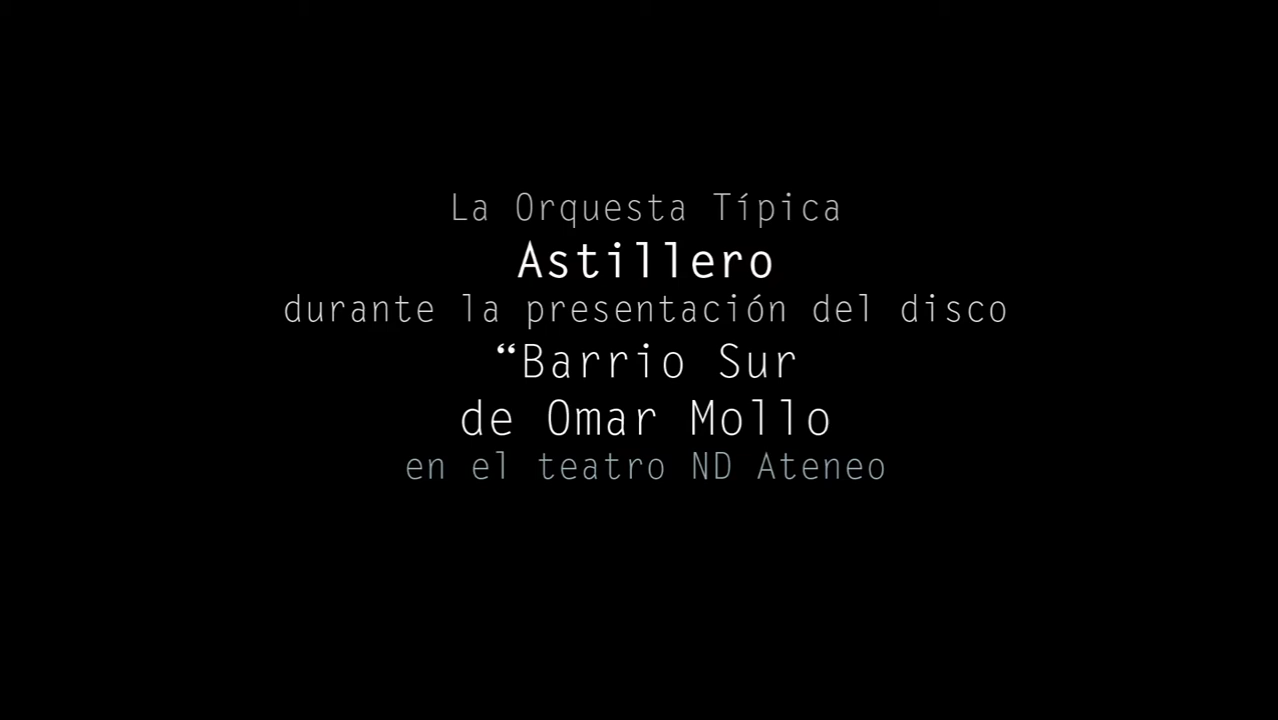 La Orquesta Típica
Astillero
durante la presentación del disco
“Barrio Sur
de Omar Mollo
en el teatro ND Ateneo